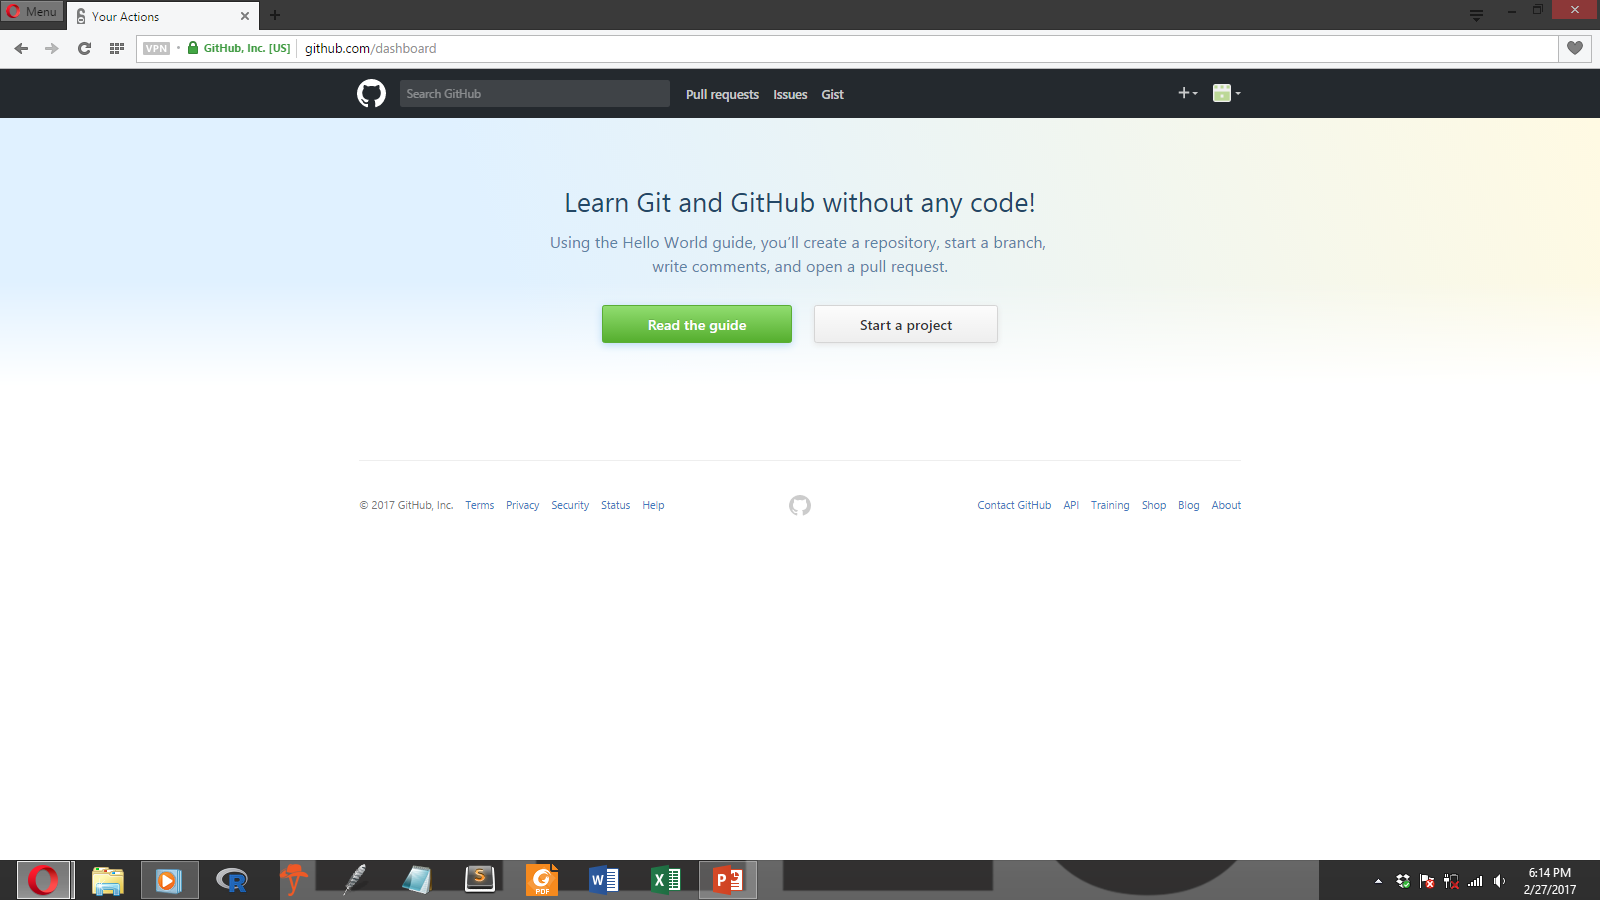 Menu
Your Actions
VPN
GitHub, Inc. [US]
github.com/dashboard
Search GitHub
Pull requests
Issues
Gist
Learn Git and GitHub without any code!
Using the Hello World guide, you’ll create a repository, start a branch,
write comments, and open a pull request.
Read the guide
Start a project
© 2017 GitHub, Inc. Terms Privacy Security Status Help
Contact GitHub API Training Shop Blog About
R
S
PDF
W
X
P
6:14 PM
2/27/2017